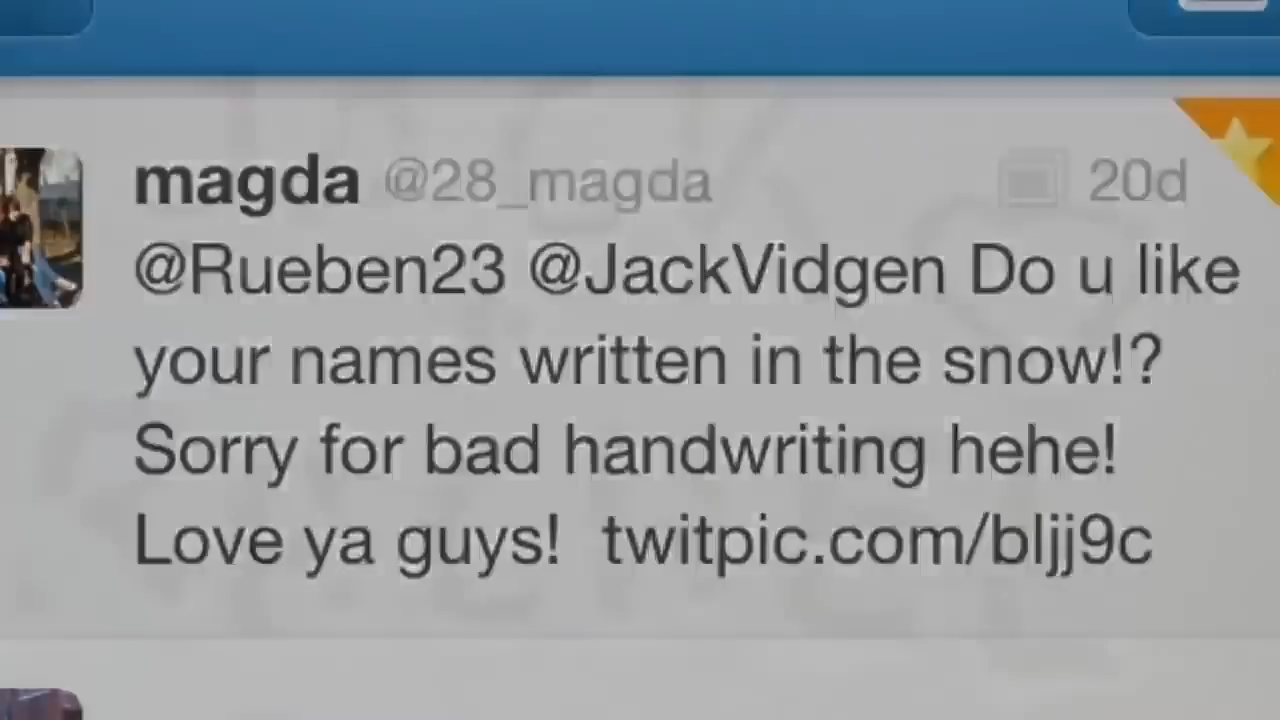 magda @28_magda 20d
@Rueben23 @JackVidgen Do u like
your names written in the snow!?
Sorry for bad handwriting hehe!
Love ya guys!  twitpic.com/bljj9c